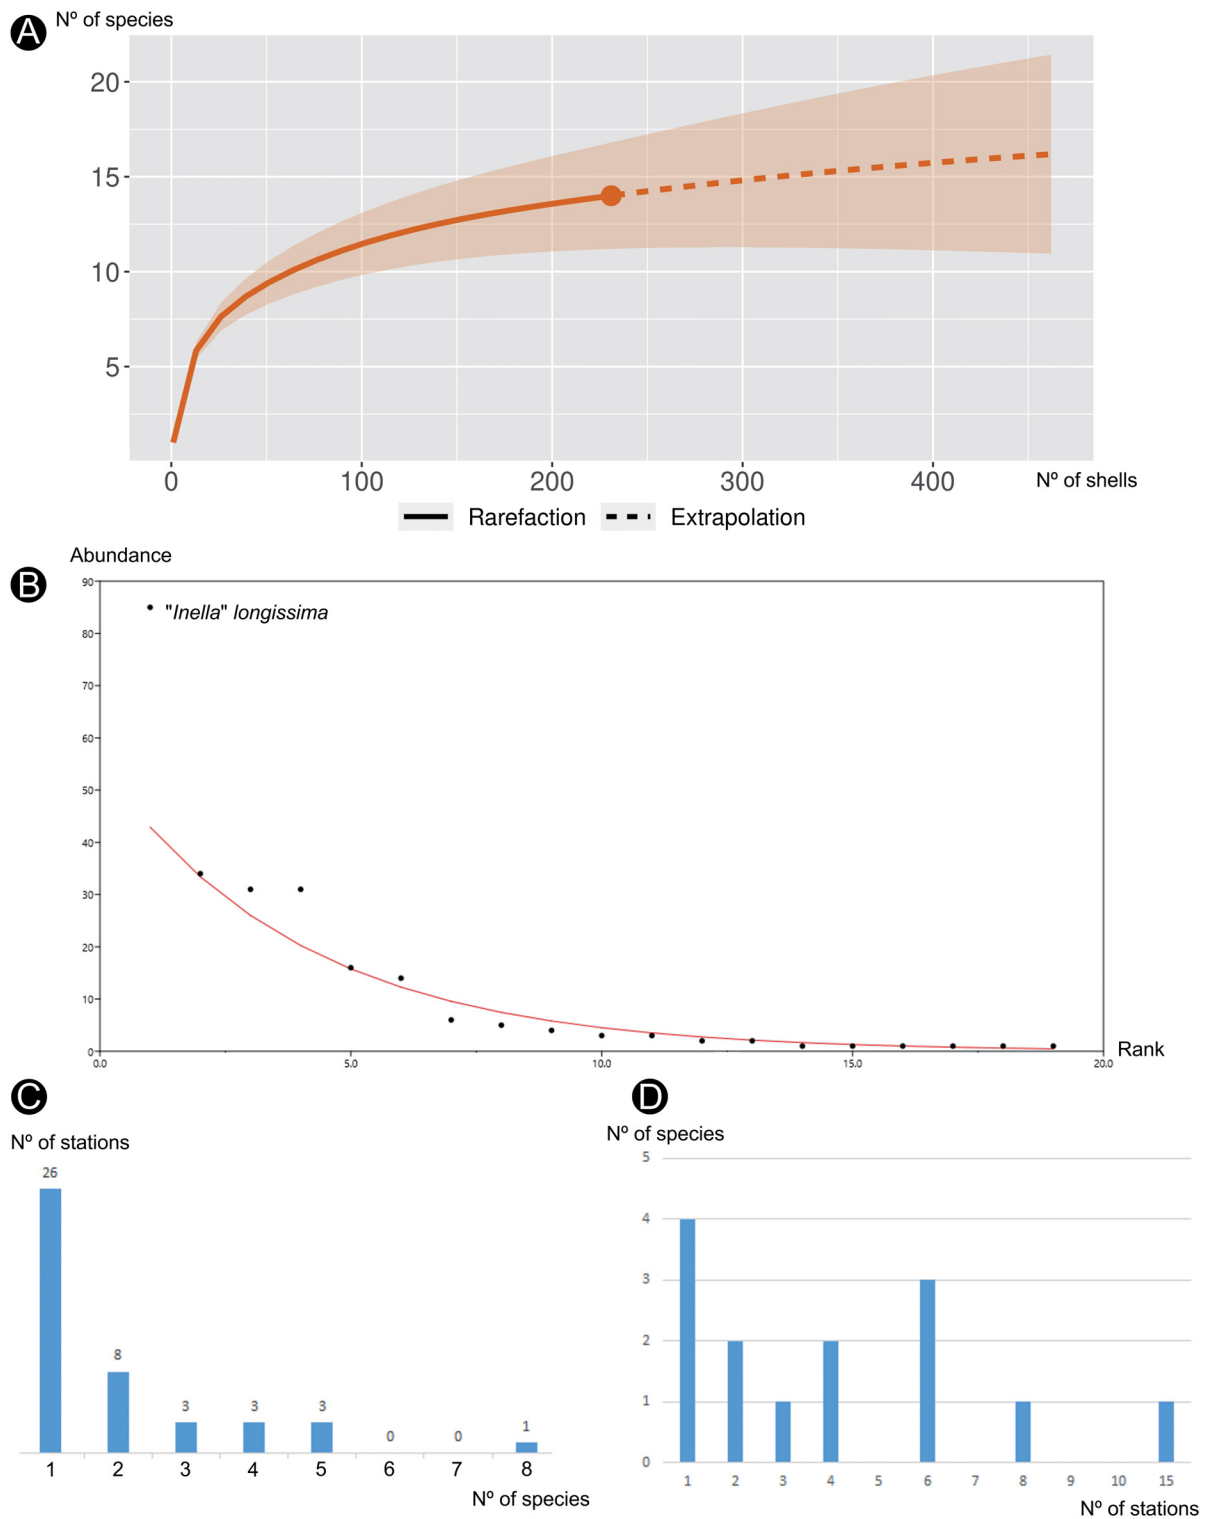 A
Nº of species
20
15
10
5
0 100 200 300 400 Nº of shells
Rarefaction Extrapolation
Abundance
B
90
"Inella" longissima
80
70
60
50
40
30
20
10
0
0.0 5.0 10.0 15.0 20.0 Rank
C
Nº of stations
26
8
3 3 3
0 0
1
1 2 3 4 5 6 7 8
Nº of species
D
Nº of species
5
4
3
2
1
0
1 2 3 4 5 6 7 8 9 10 15
Nº of stations